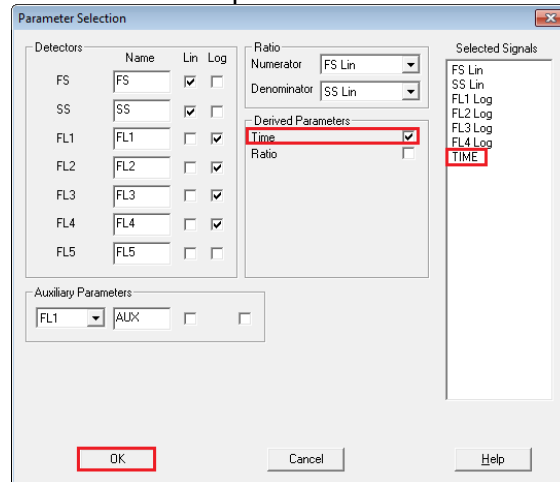 Parameter Selection
Detectors
Name Lin Log
FS FS
SS SS
FL1 FL1
FL2 FL2
FL3 FL3
FL4 FL4
FL5 FL5
Auxiliary Parameters
FL1 AUX
Ratio
Numerator FS Lin
Denominator SS Lin
Derived Parameters
Time
Ratio
Selected Signals
FS Lin
SS Lin
FL1 Log
FL2 Log
FL3 Log
FL4 Log
TIME
OK Cancel Help